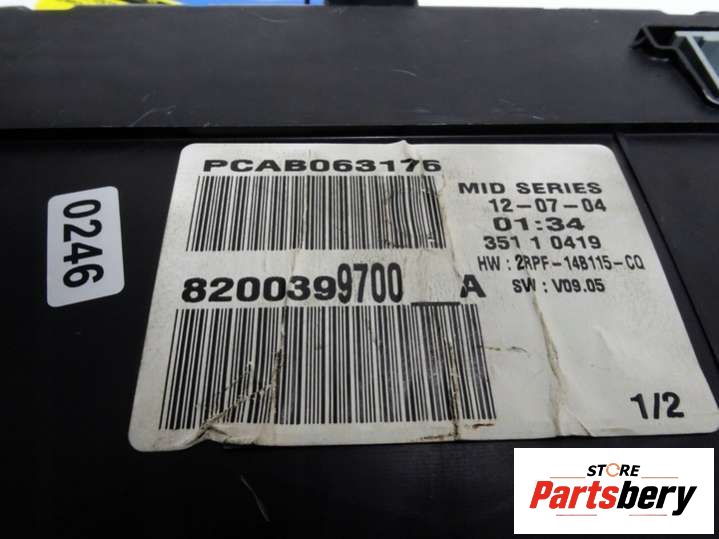 PCAB063176
MID SERIES
12-07-04
01:34
351 1 0419
HW : 2RPF-14B115-CQ
SW : V09.05
8200399700__A
1/2
0246
STORE
Partsbery